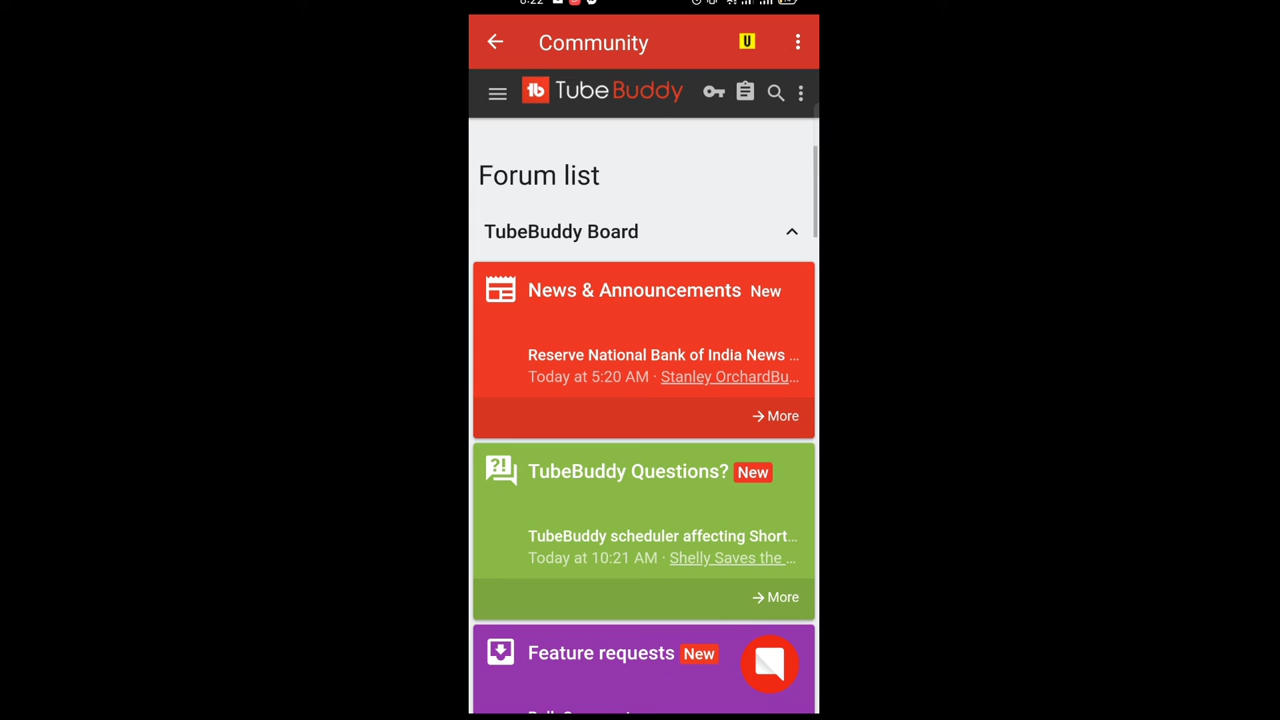 Community
U
TubeBuddy
Forum list
TubeBuddy Board
News & Announcements New
Reserve National Bank of India News ...
Today at 5:20 AM · Stanley OrchardBu...
More
TubeBuddy Questions? New
TubeBuddy scheduler affecting Short...
Today at 10:21 AM · Shelly Saves the ...
More
Feature requests New